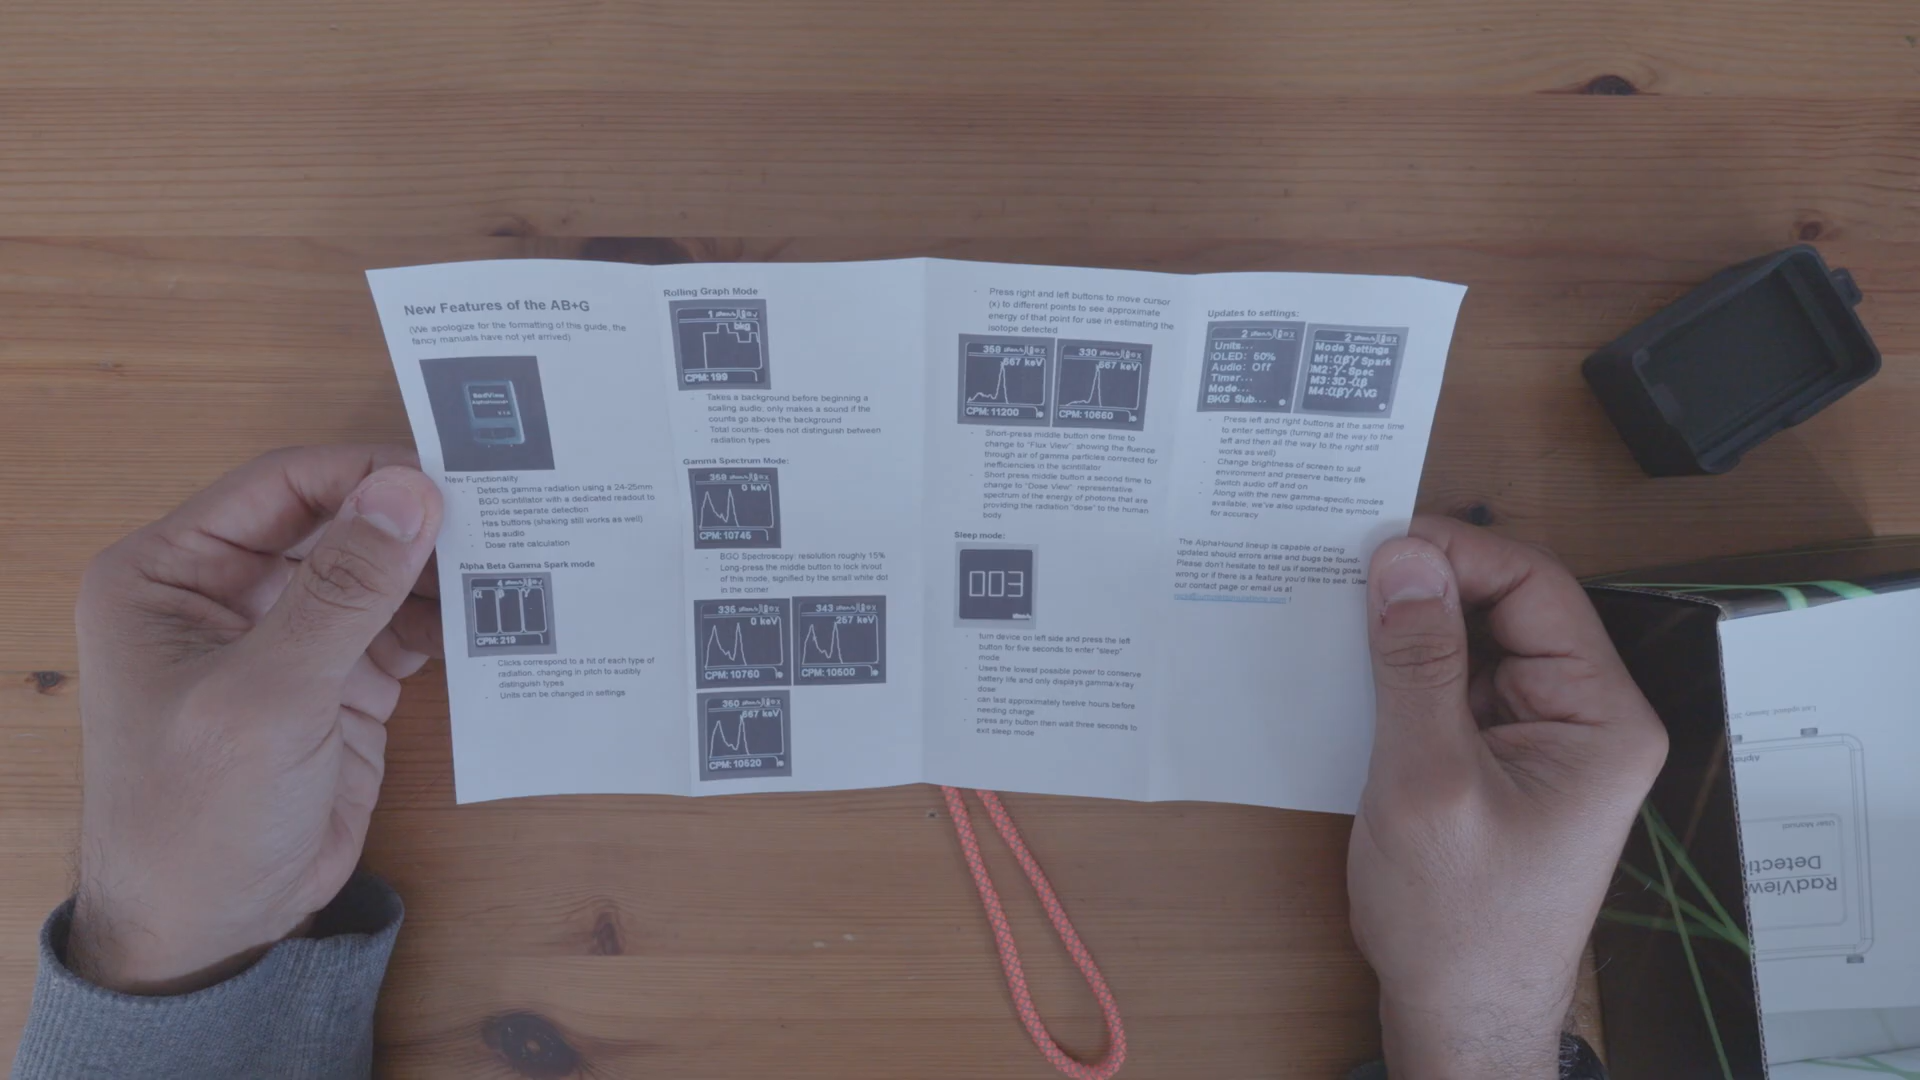 New Features of the AB+G
(We apologize for the formatting of this guide, the
fancy manuals have not yet arrived)
RadView
AlphaHound
New Functionality
- Detects gamma radiation using a 24-25mm
BGO scintillator with a dedicated readout to
provide separate detection
- Has buttons (shaking still works as well)
- Has audio
- Dose rate calculation
Alpha Beta Gamma Spark mode
4
α β γ
CPM: 219
- Clicks correspond to a hit of each type of
radiation, changing in pitch to audibly
distinguish types
- Units can be changed in settings
Rolling Graph Mode
1
bkg
CPM: 199
- Takes a background before beginning a
scaling audio; only makes a sound if the
counts go above the background
- Total counts- does not distinguish between
radiation types
Gamma Spectrum Mode:
0 keV
CPM: 10745
- BGO Spectroscopy: resolution roughly 15%
- Long-press the middle button to lock in/out
of this mode, signified by the small white dot
in the corner
335
0 keV
CPM: 10760
343
257 keV
CPM: 10600
350
667 keV
CPM: 10620
- Press right and left buttons to move cursor
(x) to different points to see approximate
energy of that point for use in estimating the
isotope detected
358
667 keV
CPM: 11200
330
667 keV
CPM: 10660
- Short-press middle button one time to
change to "Flux View": showing the fluence
through air of gamma particles corrected for
inefficiencies in the scintillator
- Short press middle button a second time to
change to "Dose View": representative
spectrum of the energy of photons that are
providing the radiation "dose" to the human
body
Sleep mode:
003
- turn device on left side and press the left
button for five seconds to enter "sleep"
mode
- Uses the lowest possible power to conserve
battery life and only displays gamma/x-ray
dose
- can last approximately twelve hours before
needing charge
- press any button then wait three seconds to
exit sleep mode
Updates to settings:
2
Units...
OLED: 60%
Audio: Off
Timer...
Mode...
BKG Sub...
2
Mode Settings
M1:αβγ Spark
M2:γ-Spec
M3:3D-αβ
M4:αβγ AVG
- Press left and right buttons at the same time
to enter settings (turning all the way to the
left and then all the way to the right still
works as well)
- Change brightness of screen to suit
environment and preserve battery life
- Switch audio off and on
- Along with the new gamma-specific modes
available, we've also updated the symbols
for accuracy
The AlphaHound lineup is capable of being
updated should errors arise and bugs be found-
Please don't hesitate to tell us if something goes
wrong or if there is a feature you'd like to see. Use
our contact page or email us at
!
User Manual
RadView
Detecti